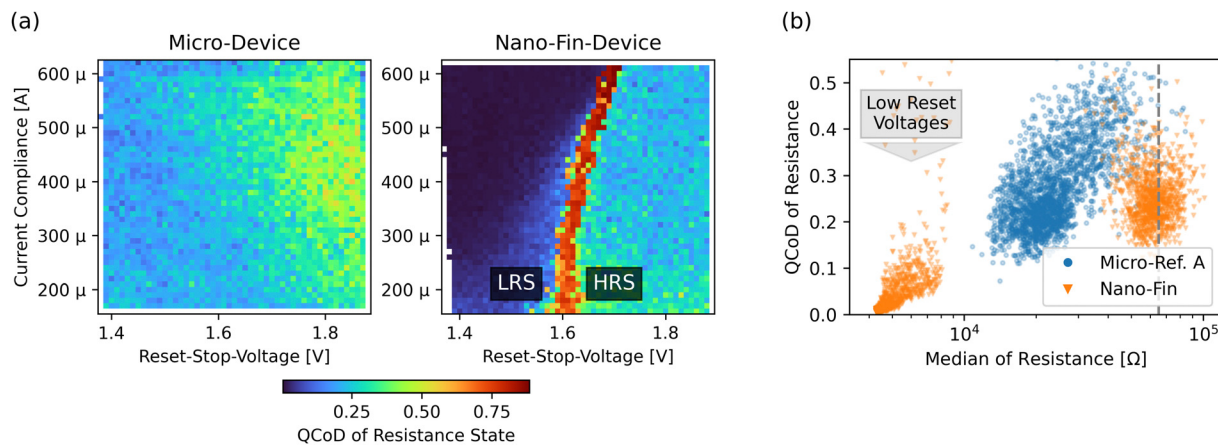 (a)
Micro-Device
Nano-Fin-Device
Current Compliance [A]
600 μ
500 μ
400 μ
300 μ
200 μ
1.4
1.6
1.8
Reset-Stop-Voltage [V]
600 μ
500 μ
400 μ
300 μ
200 μ
LRS
HRS
1.4
1.6
1.8
Reset-Stop-Voltage [V]
0.25
0.50
0.75
QCoD of Resistance State
(b)
QCoD of Resistance
0.5
0.4
0.3
0.2
0.1
0.0
Low Reset
Voltages
Micro-Ref. A
Nano-Fin
10⁴
10⁵
Median of Resistance [Ω]